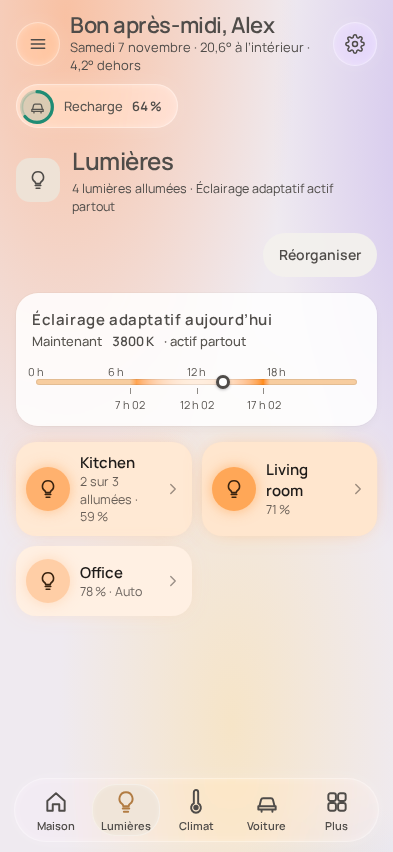 Bon après-midi, Alex
Samedi 7 novembre · 20,6° à l'intérieur ·
4,2° dehors
Recharge 64 %
Lumières
4 lumières allumées · Éclairage adaptatif actif
partout
Réorganiser
Éclairage adaptatif aujourd'hui
Maintenant 3800 K · actif partout
0 h 6 h 12 h 18 h
7 h 02 12 h 02 17 h 02
Kitchen
2 sur 3
allumées ·
59 %
Living
room
71 %
Office
78 % · Auto
Maison Lumières Climat Voiture Plus